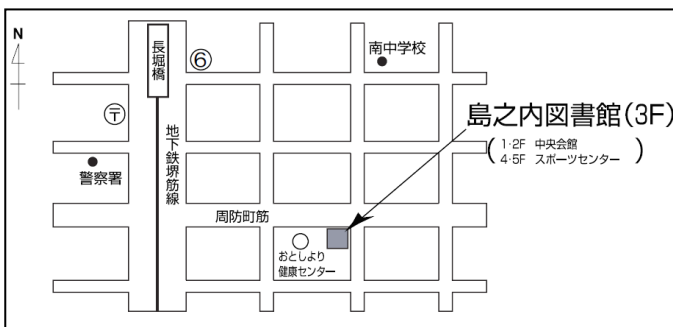 N
長堀橋
⑥
南中学校
〒
地下鉄堺筋線
警察署
島之内図書館(3F)
(1·2F 中央会館
4·5F スポーツセンター)
周防町筋
おとしより
健康センター